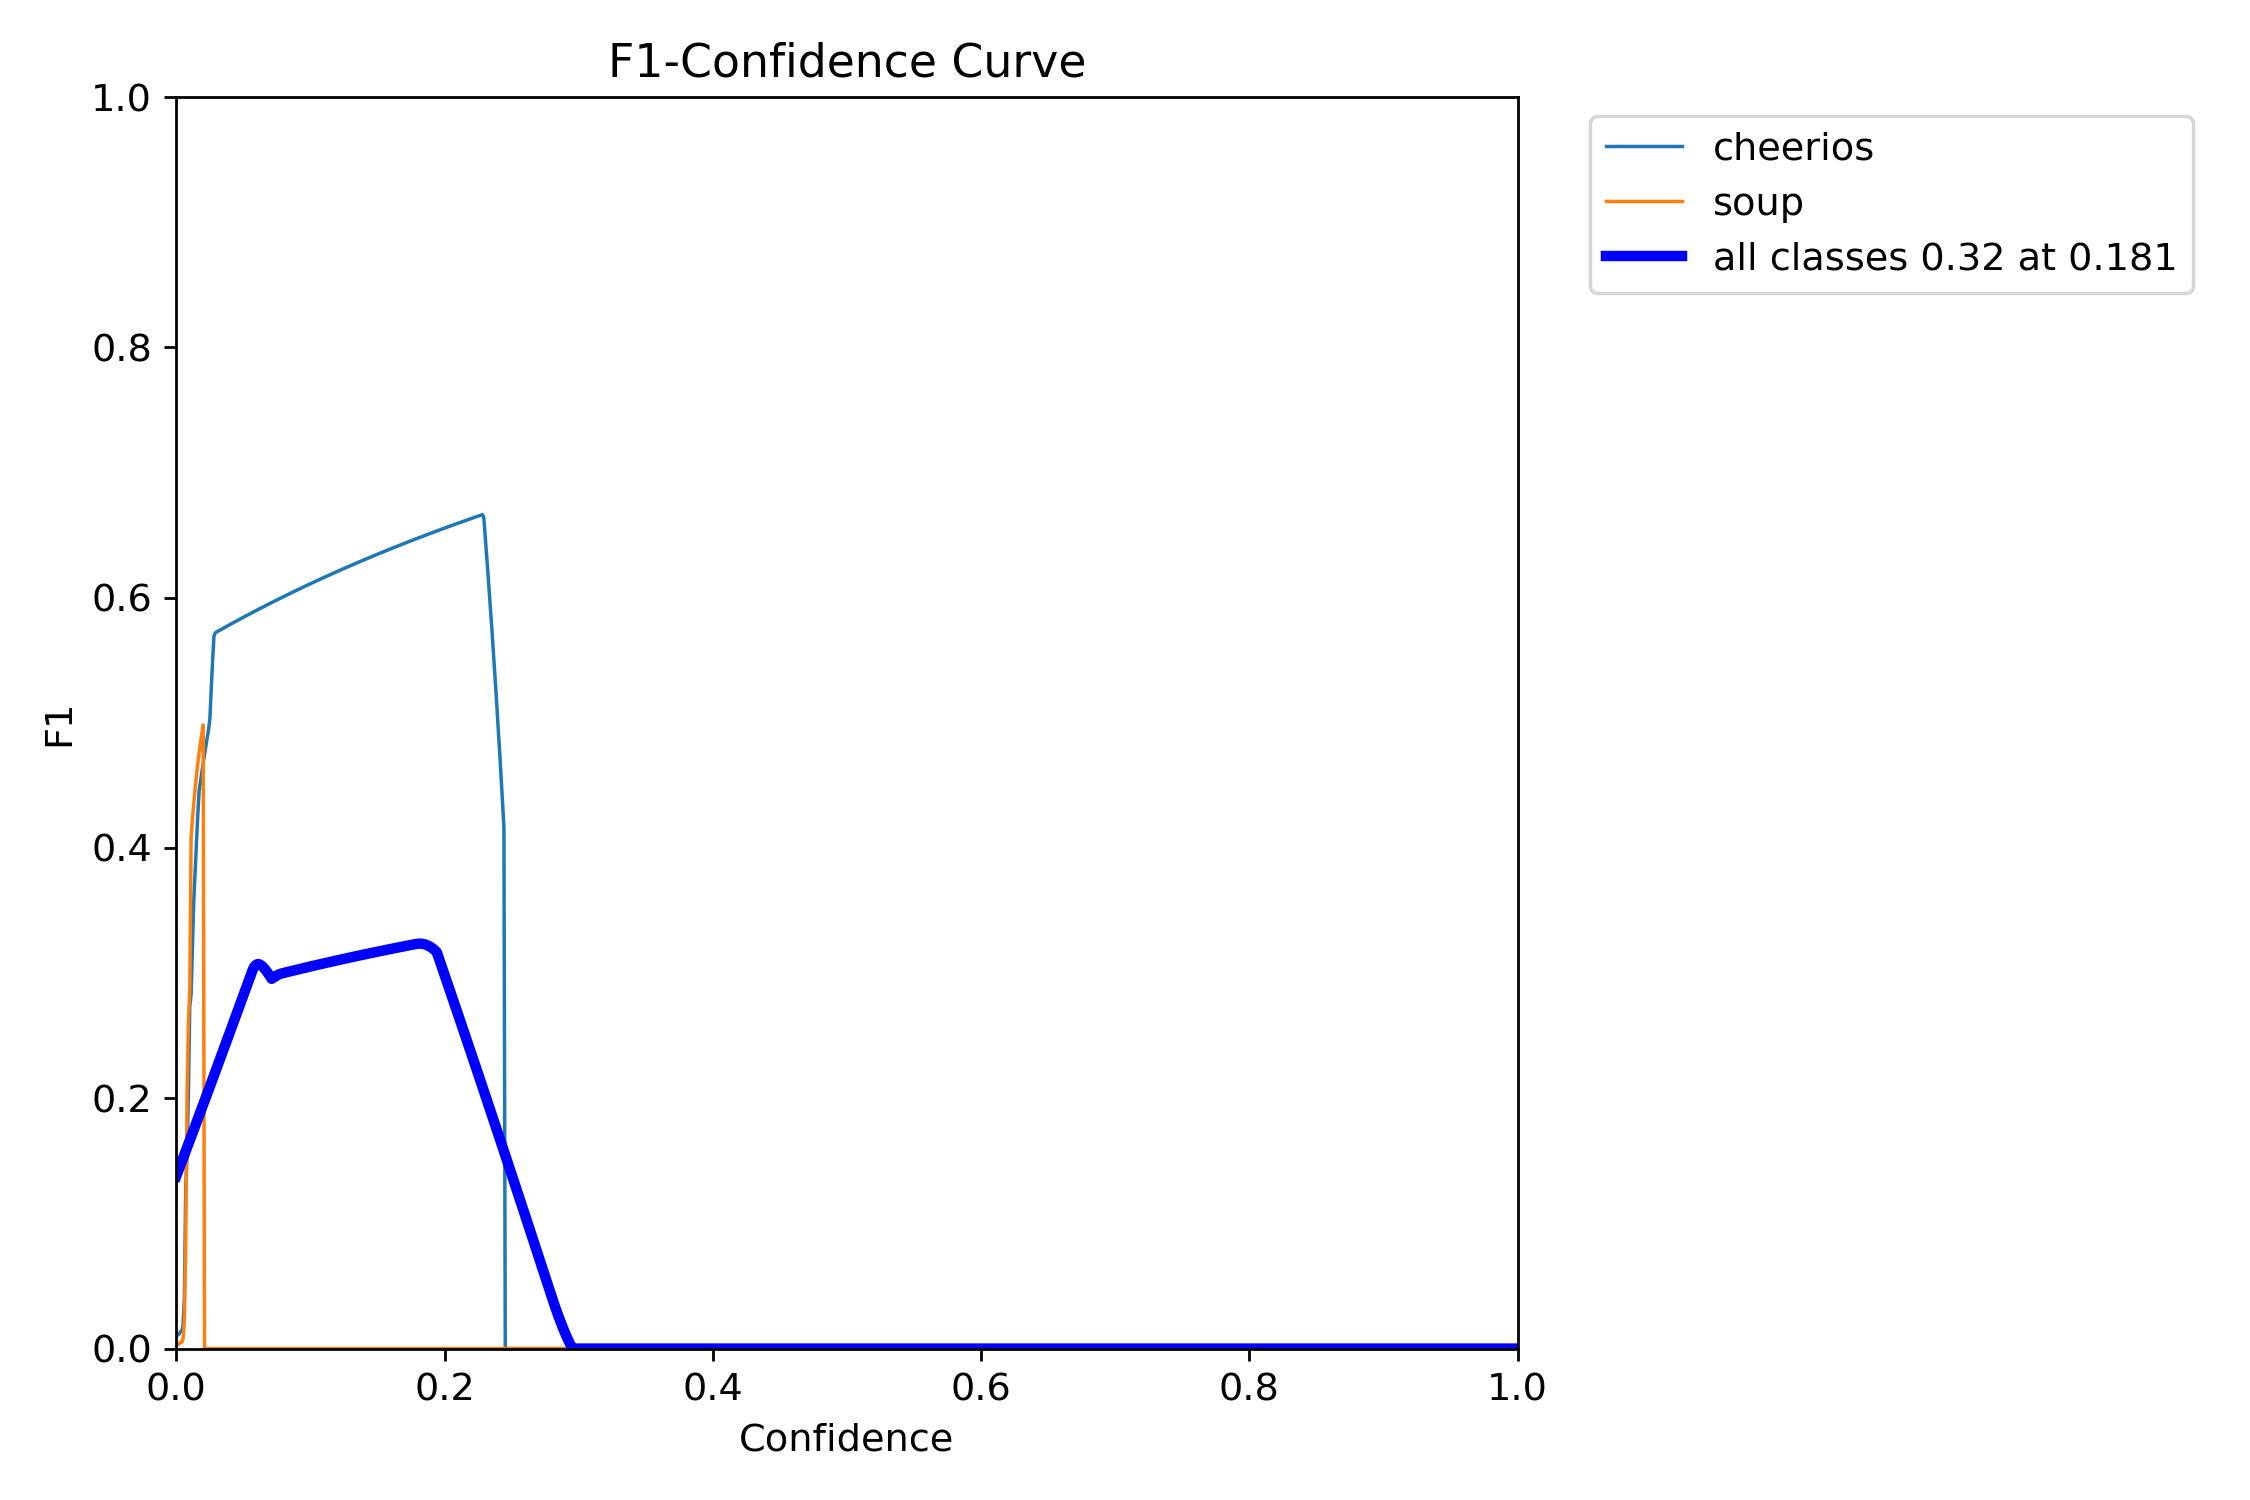 F1-Confidence Curve
1.0
0.8
0.6
0.4
0.2
0.0
F1
0.0 0.2 0.4 0.6 0.8 1.0
Confidence
cheerios
soup
all classes 0.32 at 0.181